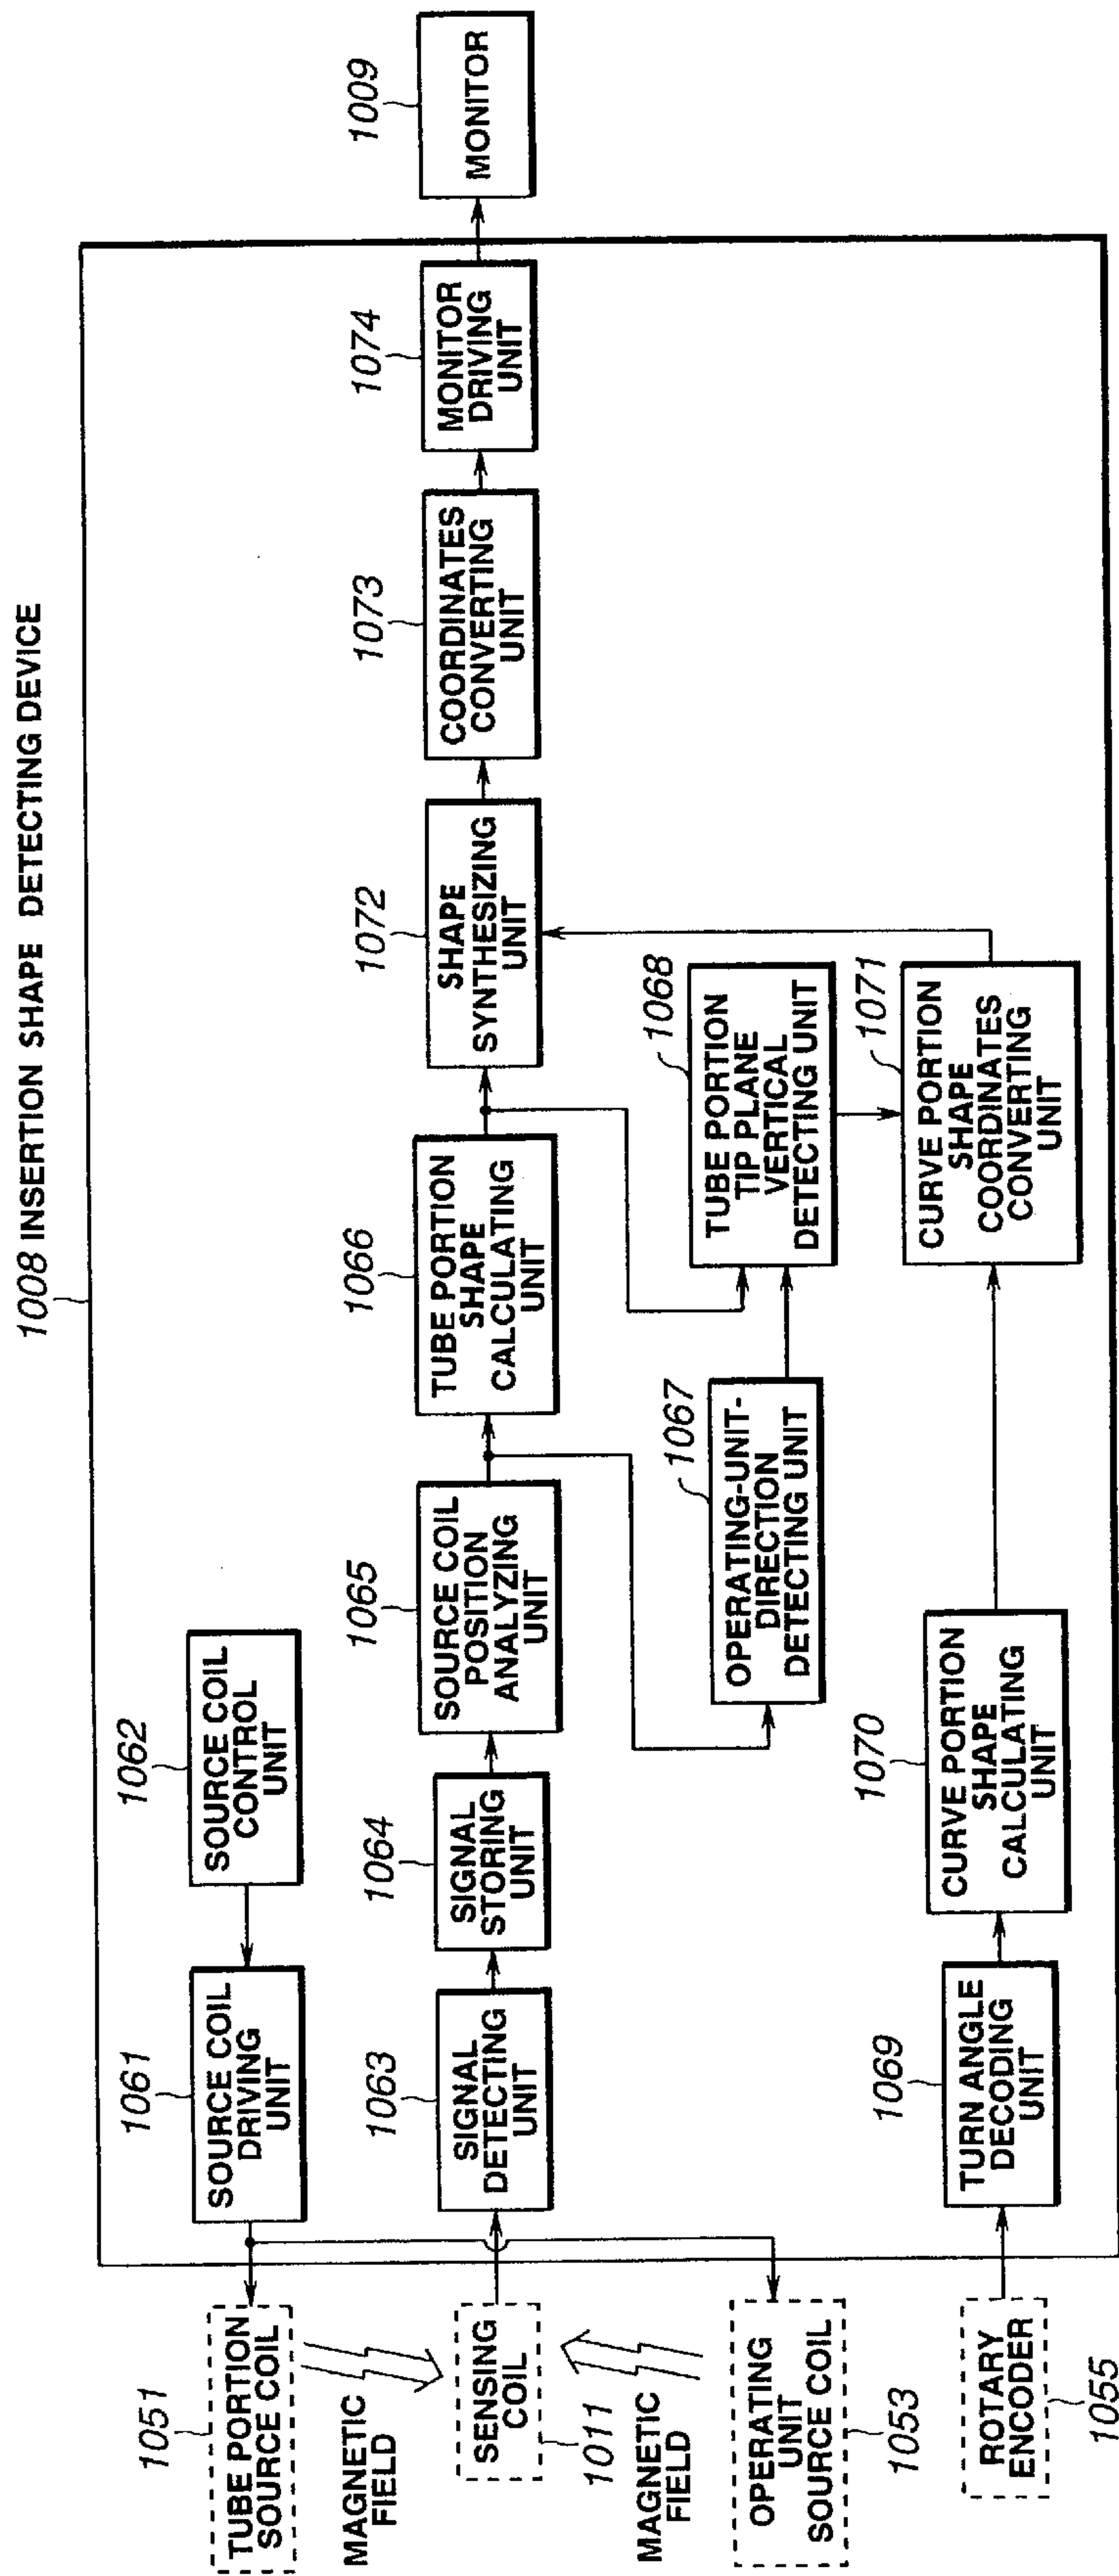 1008 INSERTION SHAPE DETECTING DEVICE
1051
TUBE PORTION
SOURCE COIL
MAGNETIC
FIELD
SENSING
COIL
1011
MAGNETIC
FIELD
OPERATING
UNIT
SOURCE COIL
1053
ROTARY
ENCODER
1055
1061
SOURCE COIL
DRIVING
UNIT
1062
SOURCE COIL
CONTROL
UNIT
1063
SIGNAL
DETECTING
UNIT
1064
SIGNAL
STORING
UNIT
1065
SOURCE COIL
POSITION
ANALYZING
UNIT
1066
TUBE PORTION
SHAPE
CALCULATING
UNIT
1072
SHAPE
SYNTHESIZING
UNIT
1073
COORDINATES
CONVERTING
UNIT
1074
MONITOR
DRIVING
UNIT
1009
MONITOR
1067
OPERATING-UNIT-
DIRECTION
DETECTING UNIT
1068
TUBE PORTION
TIP PLANE
VERTICAL
DETECTING UNIT
1069
TURN ANGLE
DECODING
UNIT
1070
CURVE PORTION
SHAPE
CALCULATING
UNIT
1071
CURVE PORTION
SHAPE
COORDINATES
CONVERTING
UNIT